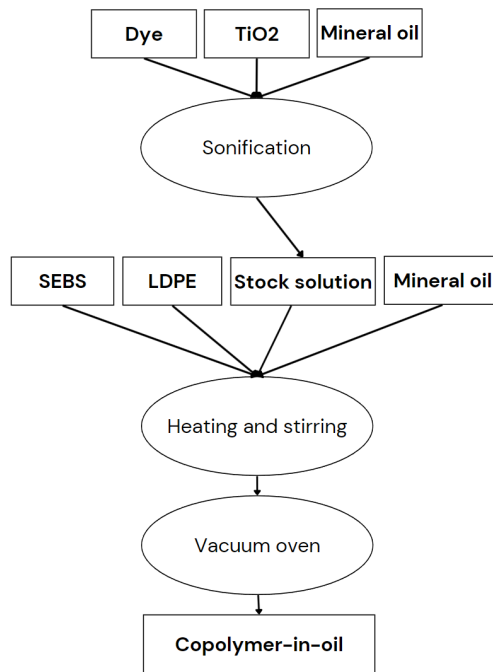 Dye
TiO2
Mineral oil
Sonification
SEBS
LDPE
Stock solution
Mineral oil
Heating and stirring
Vacuum oven
Copolymer-in-oil